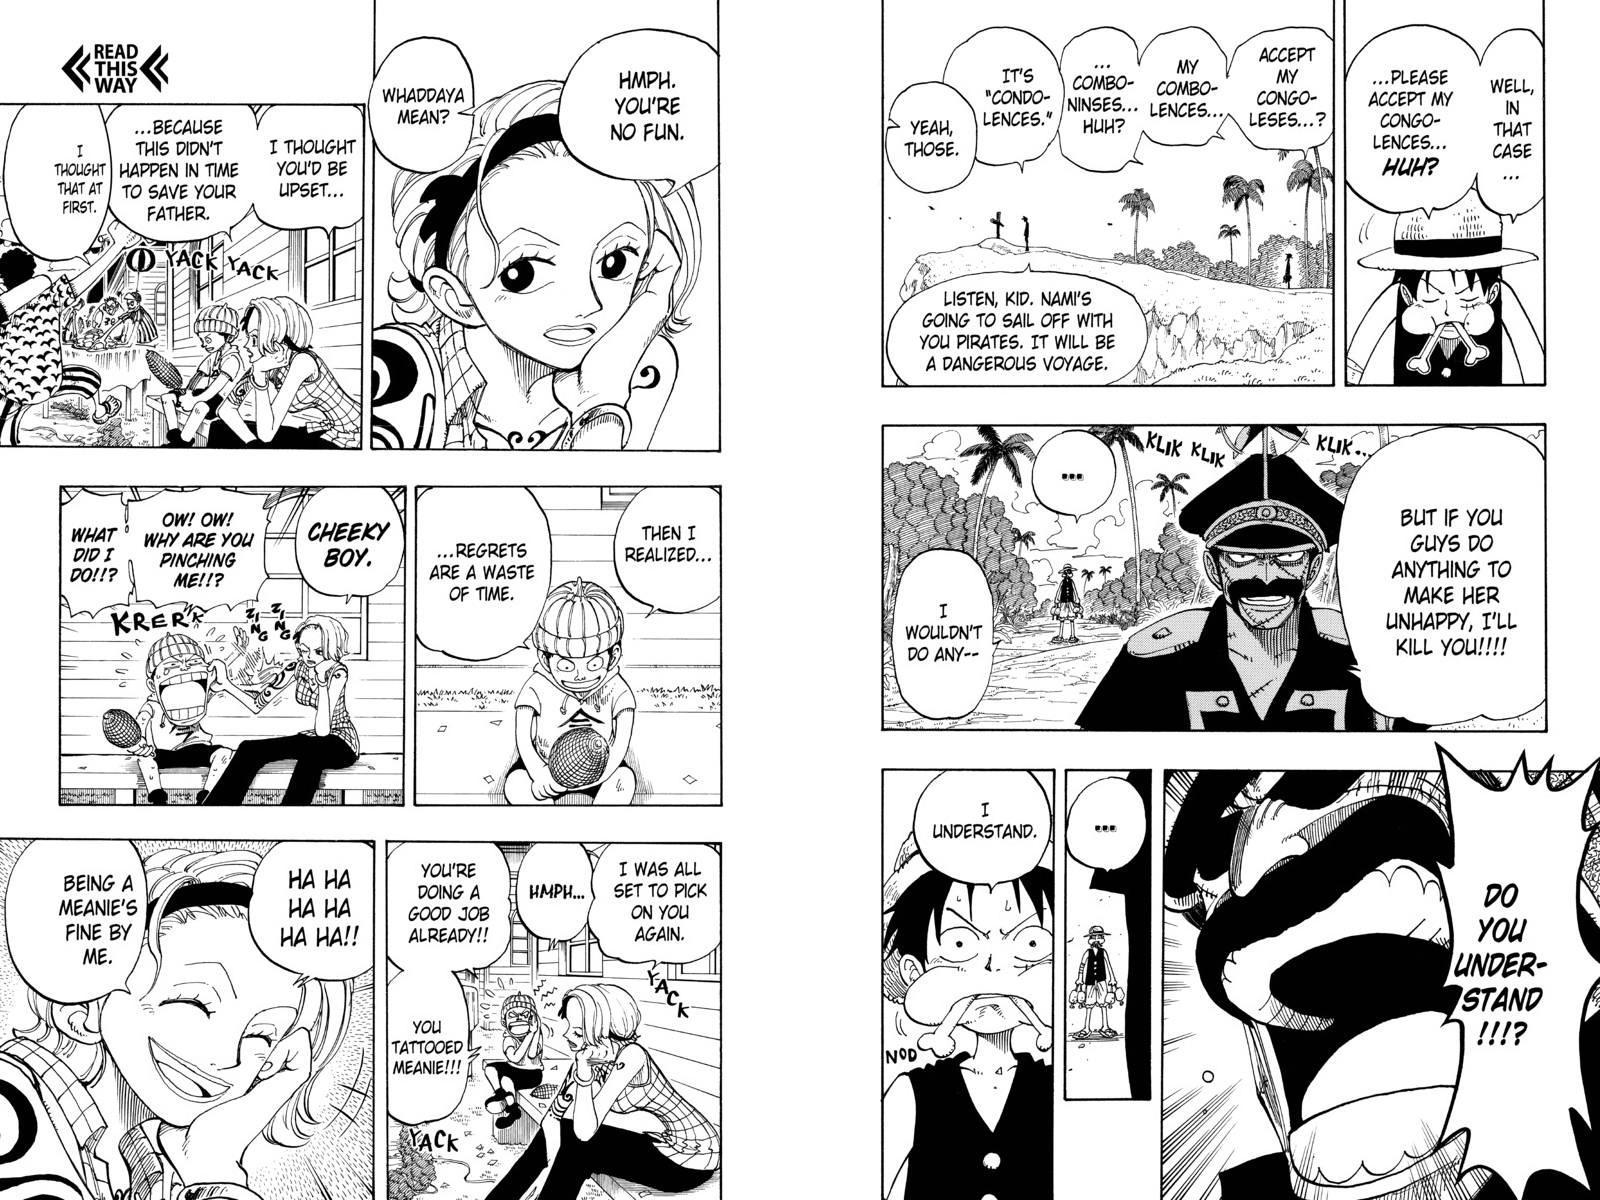 WELL,
IN
THAT
CASE
...
...PLEASE
ACCEPT MY
CONGO-
LENCES...
HUH?
ACCEPT
MY
CONGO-
LESES...?
MY
COMBO-
LENCES...
...
COMBO-
NINSES...
HUH?
IT'S
"CONDO-
LENCES."
YEAH,
THOSE.
LISTEN, KID. NAMI'S
GOING TO SAIL OFF WITH
YOU PIRATES. IT WILL BE
A DANGEROUS VOYAGE.
KLIK KLIK
KLIK...
BUT IF YOU
GUYS DO
ANYTHING TO
MAKE HER
UNHAPPY, I'LL
KILL YOU!!!!
...
I
WOULDN'T
DO ANY--
DO
YOU
UNDER-
STAND
!!!?
...
I
UNDERSTAND.
NOD
READ
THIS
WAY
HMPH.
YOU'RE
NO FUN.
WHADDAYA
MEAN?
I THOUGHT
YOU'D BE
UPSET...
...BECAUSE
THIS DIDN'T
HAPPEN IN TIME
TO SAVE YOUR
FATHER.
I
THOUGHT
THAT AT
FIRST.
YACK YACK
THEN I
REALIZED...
...REGRETS
ARE A WASTE
OF TIME.
CHEEKY
BOY.
OW! OW!
WHY ARE YOU
PINCHING
ME!!?
WHAT
DID I
DO!!?
KRERK
ZING
ZING
I WAS ALL
SET TO PICK
ON YOU
AGAIN.
HMPH...
YOU'RE
DOING A
GOOD JOB
ALREADY!!
YOU
TATTOOED
MEANIE!!!
YACK
YACK
HA HA
HA HA
HA HA!!
BEING A
MEANIE'S
FINE BY
ME.